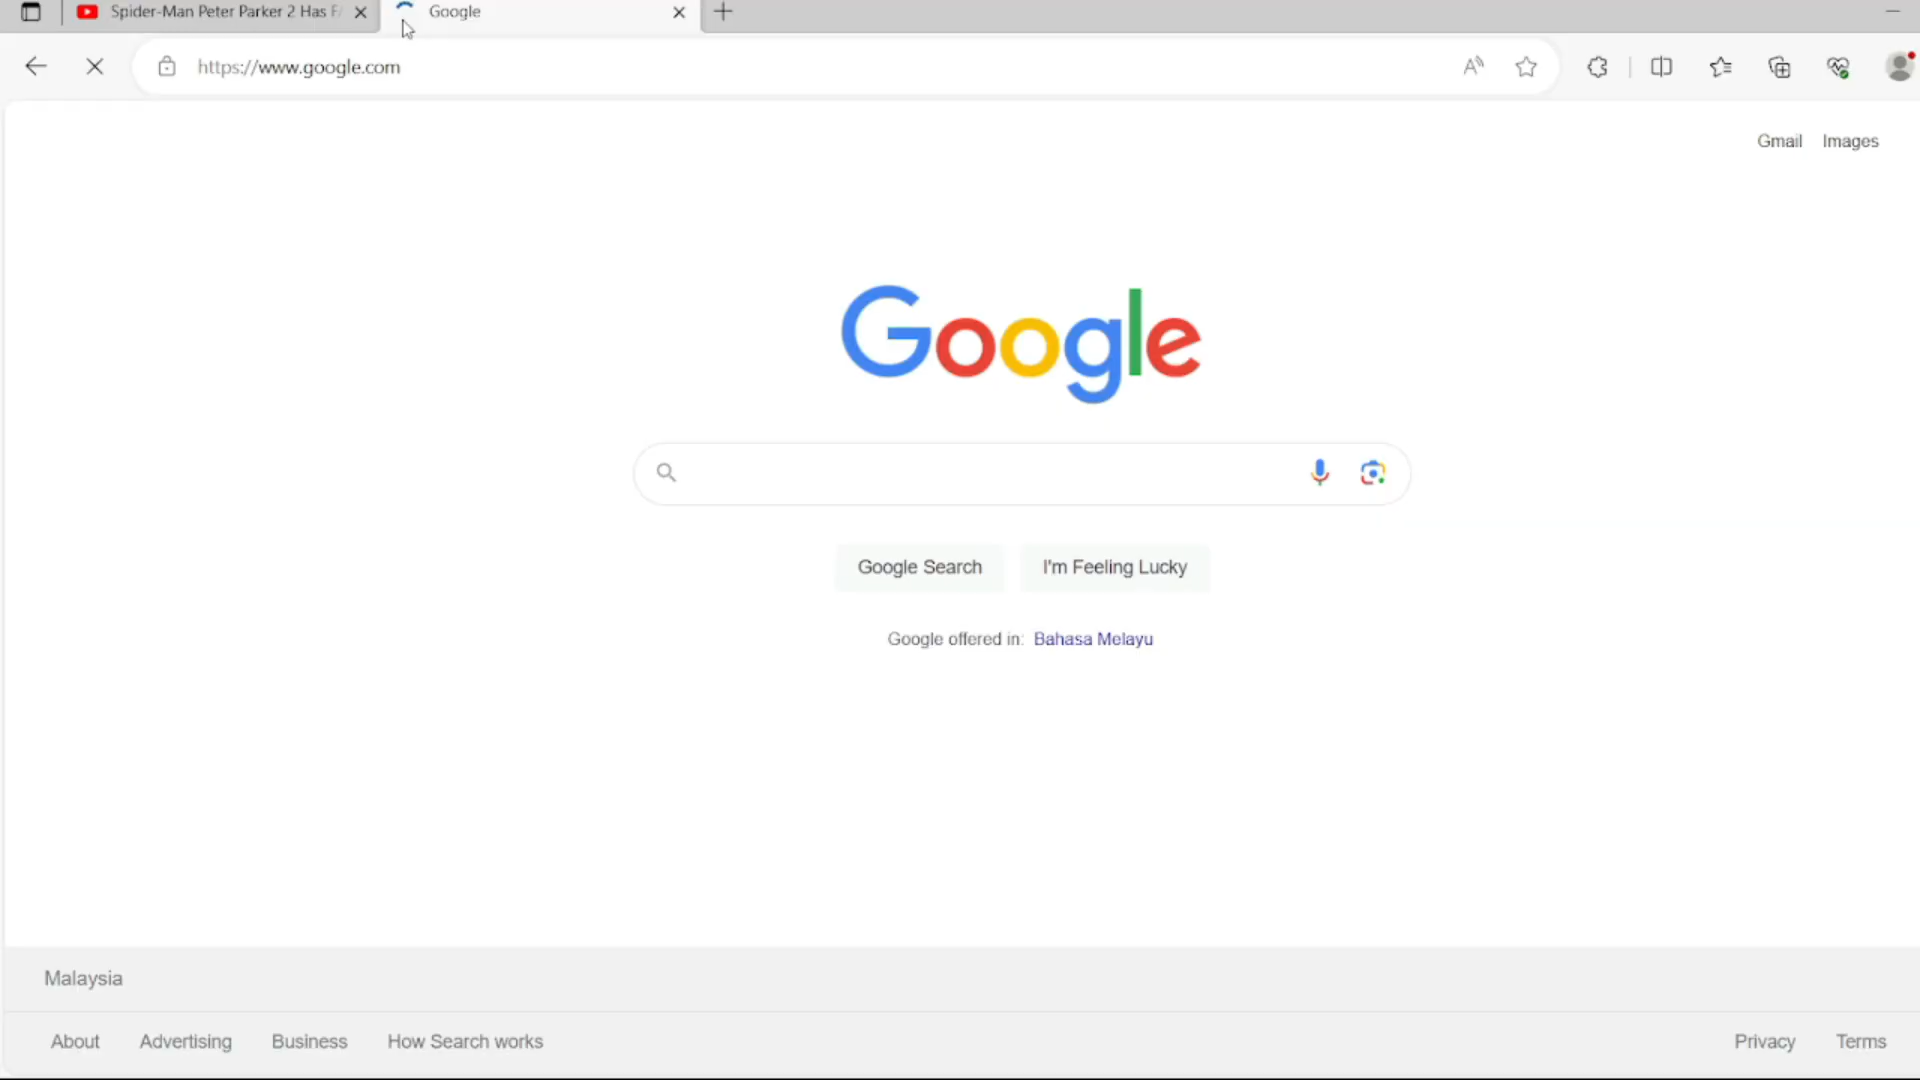 Spider-Man Peter Parker 2 Has
Google
https://www.google.com
Gmail Images
Google
Google Search I'm Feeling Lucky
Google offered in: Bahasa Melayu
Malaysia
About Advertising Business How Search works Privacy Terms